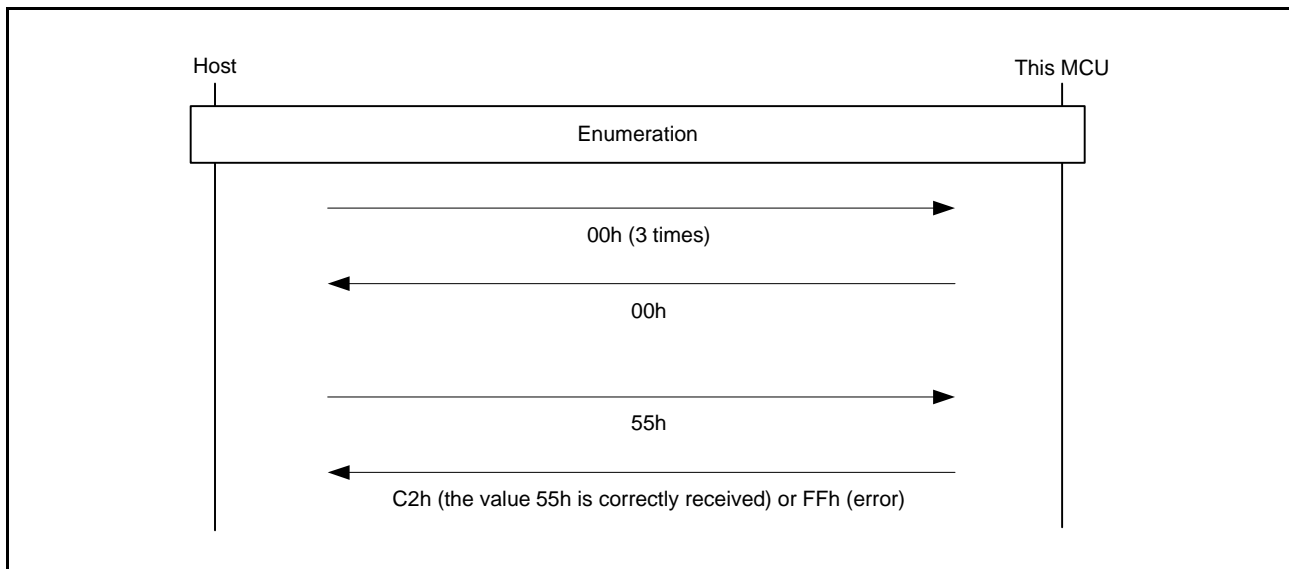 Host
This MCU
Enumeration
00h (3 times)
00h
55h
C2h (the value 55h is correctly received) or FFh (error)